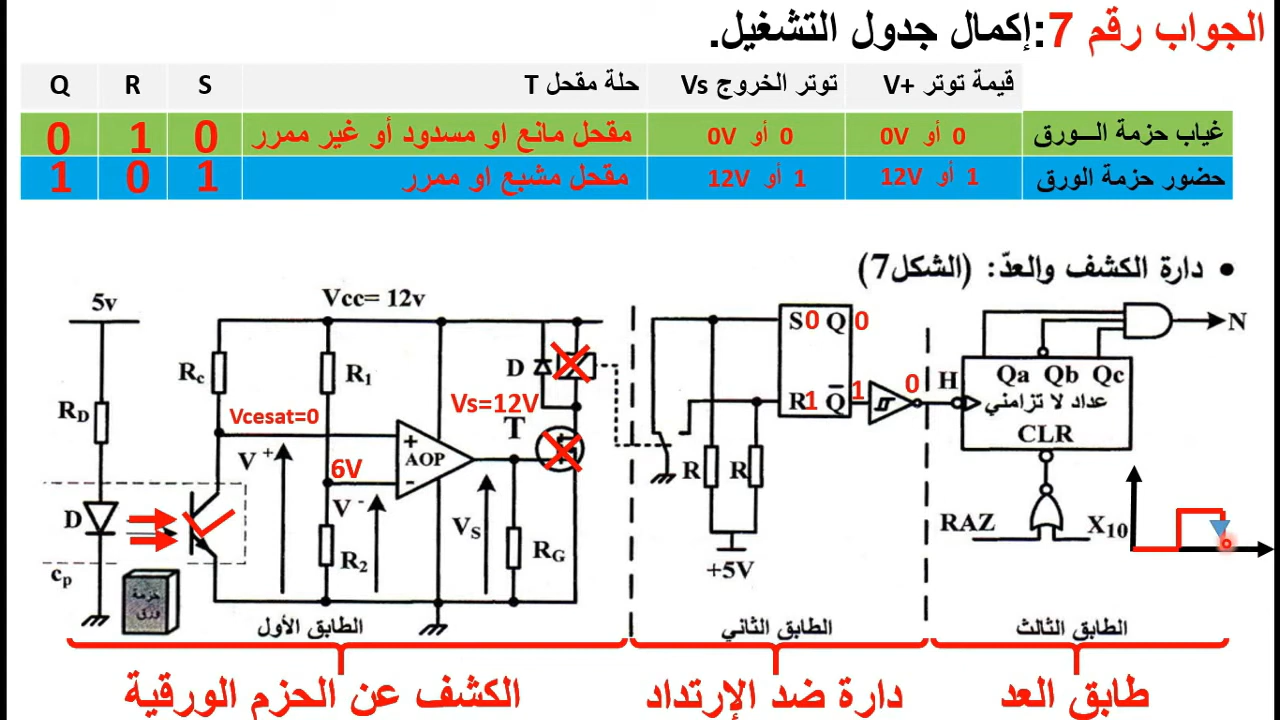 الجواب رقم 7:إكمال جدول التشغيل.
قيمة توتر V+ توتر الخروج Vs حلة مقحل T S R Q
غياب حزمة الـــورق 0 أو 0V 0 أو 0V مقحل مانع او مسدود أو غير ممرر 0 1 0
حضور حزمة الورق 1 أو 12V 1 أو 12V مقحل مشبع او ممرر 1 0 1
• دارة الكشف والعدّ: (الشكل7)
5v
Vcc= 12v
RD
Rc
R1
D
Vcesat=0
Vs=12V
T
V+
6V
V-
+
-
AOP
Vs
RG
R2
D
cp
حزمة
ورق
الطابق الأول
S0 Q 0
R1 Q̅ 1
0
R R
+5V
الطابق الثاني
N
H
Qa Qb Qc
عداد لا تزامني
CLR
RAZ X10
الطابق الثالث
الكشف عن الحزم الورقية
دارة ضد الإرتداد
طابق العد